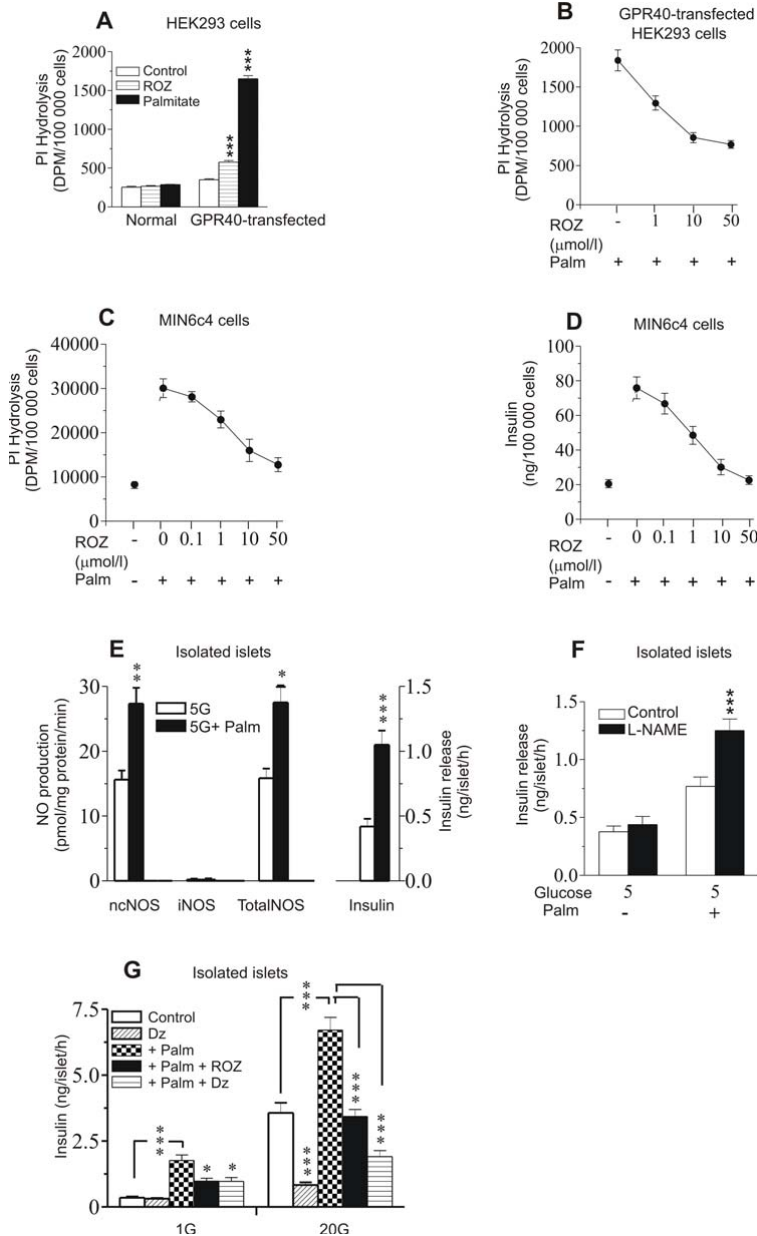 A
HEK293 cells
PI Hydrolysis
(DPM/100 000 cells)
2000
1500
1000
500
0
Control
ROZ
Palmitate
***
***
Normal GPR40-transfected
B
GPR40-transfected
HEK293 cells
PI Hydrolysis
(DPM/100 000 cells)
2000
1500
1000
500
0
ROZ - 1 10 50
(μmol/l)
Palm + + + +
C
MIN6c4 cells
PI Hydrolysis
(DPM/100 000 cells)
40000
30000
20000
10000
0
ROZ - 0 0.1 1 10 50
(μmol/l)
Palm - + + + + +
D
MIN6c4 cells
Insulin
(ng/100 000 cells)
100
80
60
40
20
0
ROZ - 0 0.1 1 10 50
(μmol/l)
Palm - + + + + +
E
Isolated islets
NO production
(pmol/mg protein/min)
30
20
10
0
5G
5G+ Palm
**
*
***
1.5
1.0
0.5
0.0
Insulin release
(ng/islet/h)
ncNOS iNOS TotalNOS Insulin
F
Isolated islets
Insulin release
(ng/islet/h)
1.5
1.0
0.5
0.0
Control
L-NAME
***
Glucose 5 5
Palm - +
G
Isolated islets
Insulin (ng/islet/h)
7.5
5.0
2.5
0
Control
Dz
+ Palm
+ Palm + ROZ
+ Palm + Dz
***
*
*
***
***
***
***
1G 20G